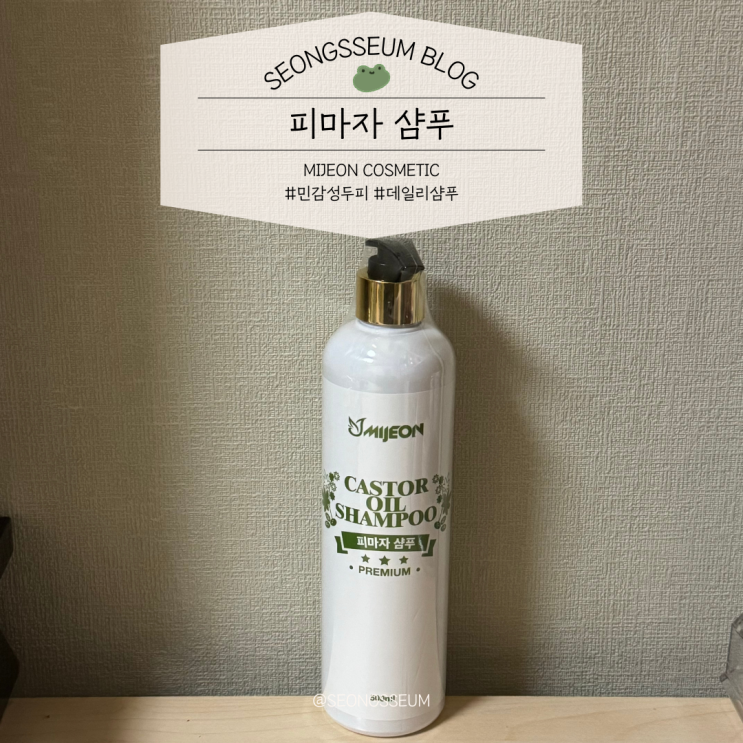 SEONGSSEUM BLOG
피마자 샴푸
MIJEON COSMETIC
#민감성두피 #데일리샴푸
MIJEON
CASTOR
OIL
SHAMPOO
피마자 샴푸
PREMIUM
500ml
@SEONGSSEUM